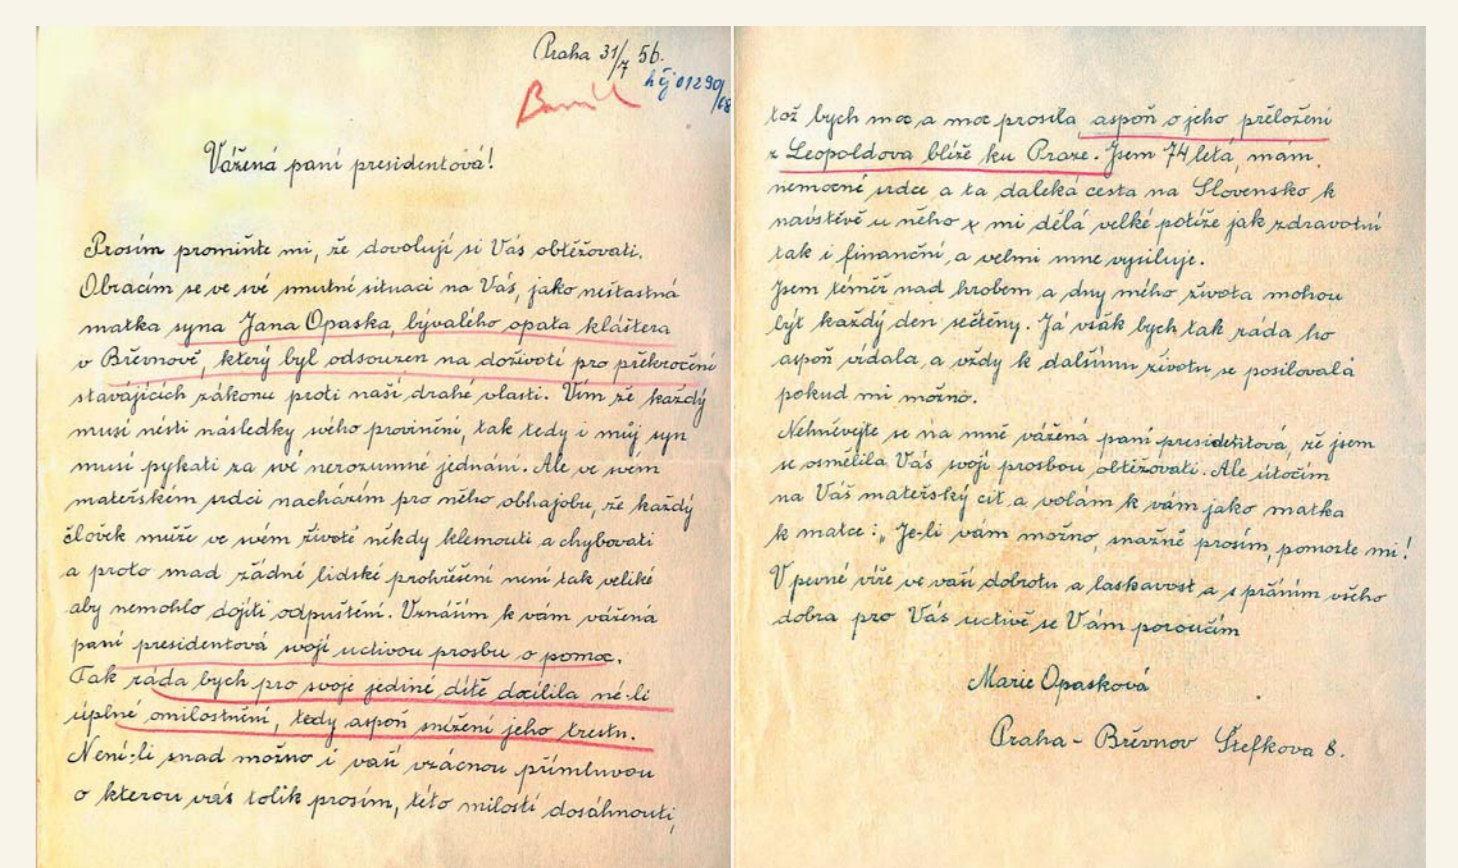 Praha 31/7 56.
čj 01290/68
Vážená paní presidentová!
Prosím promiňte mi, že dovolují si Vás obtěžovati.
Obracím se ve své smutné situaci na Vás, jako nešťastná
matka syna Jana Opaska, bývalého opata kláštera
v Břevnově, který byl odsouzen na doživotí pro překročení
stavájících zákonu proti naší drahé vlasti. Vím že každý
musí nésti následky svého provinění, tak tedy i můj syn
musí pykati za své nerozumné jednání. Ale ve svém
mateřském srdci nacházím pro něho obhajobu, že každý
člověk může ve svém životě někdy klesnouti a chybovati
a proto snad žádné lidské prohřešení není tak veliké
aby nemohlo dojíti odpuštění. Vznáším k vám vážená
paní presidentová svojí uctivou prosbu o pomoc.
Tak ráda bych pro svoje jediné dítě docílila né-li
úplné omilostnění, tedy aspoň snížení jeho trestu.
Není-li snad možno i vaší vzácnou přímluvou
o kterou vás tolik prosím, této milosti dosáhnouti,
tož bych moc a moc prosila aspoň o jeho přeložení
z Leopoldova blíže ku Praze. Jsem 74 letá, mám
nemocné srdce a ta daleká cesta na Slovensko k
navstěvě u něho x mi dělá velké potíže jak zdravotní
tak i finanční a velmi mne vysiluje.
Jsem téměř nad hrobem a dny mého života mohou
být každý den sečteny. Já však bych tak ráda ho
aspoň vídala, a vždy k dalšímu životu se posilovala
pokud mi možno.
Nehněvejte se na mně vážená paní presidentová, že jsem
se osmělila Vás svojí prosbou obtěžovati. Ale útočím
na Váš mateřský cit a volám k vám jako matka
k matce: „Je-li vám možno, snažně prosím, pomozte mi!
V pevné víře ve vaší dobrotu a laskavost a s přáním všeho
dobra pro Vás uctivě se Vám poroučím
Marie Opasková
Praha - Břevnov Štefkova 8.